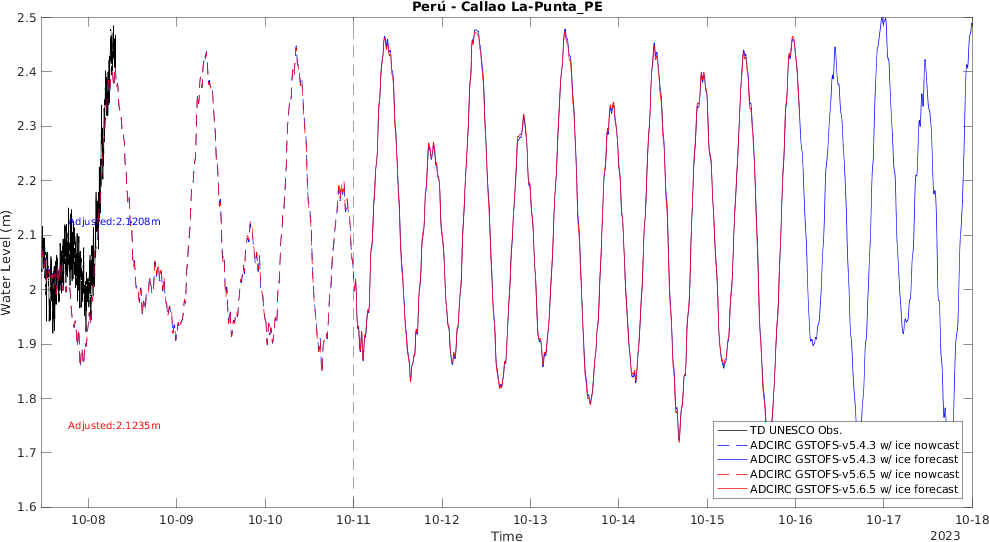 Perú - Callao La-Punta_PE
Water Level (m)
2.5
2.4
2.3
2.2
2.1
2
1.9
1.8
1.7
1.6
Adjusted:2.1208m
Adjusted:2.1235m
TD UNESCO Obs.
ADCIRC GSTOFS-v5.4.3 w/ ice nowcast
ADCIRC GSTOFS-v5.4.3 w/ ice forecast
ADCIRC GSTOFS-v5.6.5 w/ ice nowcast
ADCIRC GSTOFS-v5.6.5 w/ ice forecast
10-08 10-09 10-10 10-11 10-12 10-13 10-14 10-15 10-16 10-17 10-18
Time
2023